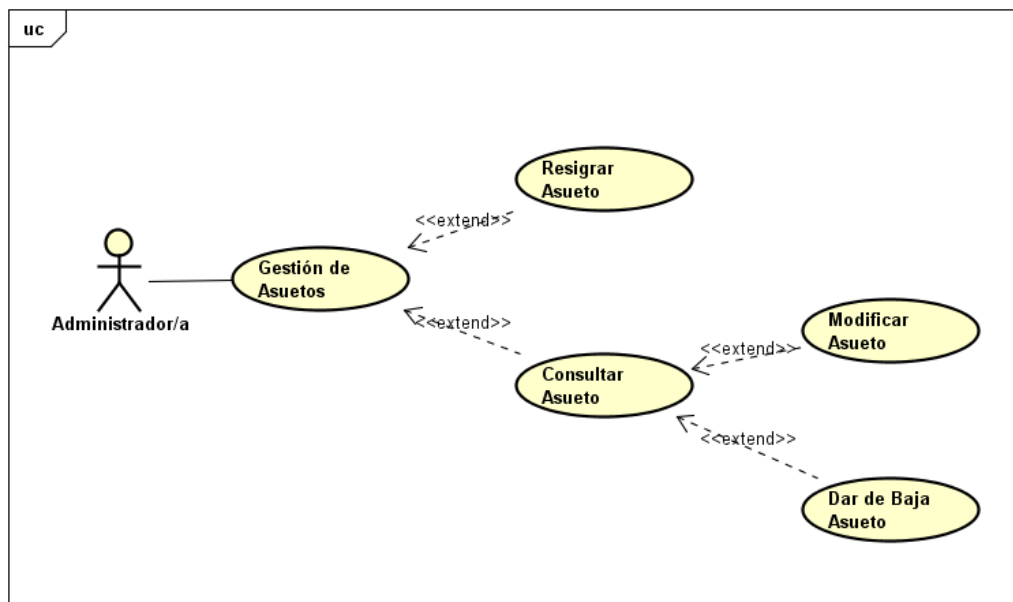 uc
Resigrar
Asueto
<<extend>>
Gestión de
Asuetos
Administrador/a
<<extend>>
Consultar
Asueto
Modificar
Asueto
<<extend>>
<<extend>>
Dar de Baja
Asueto